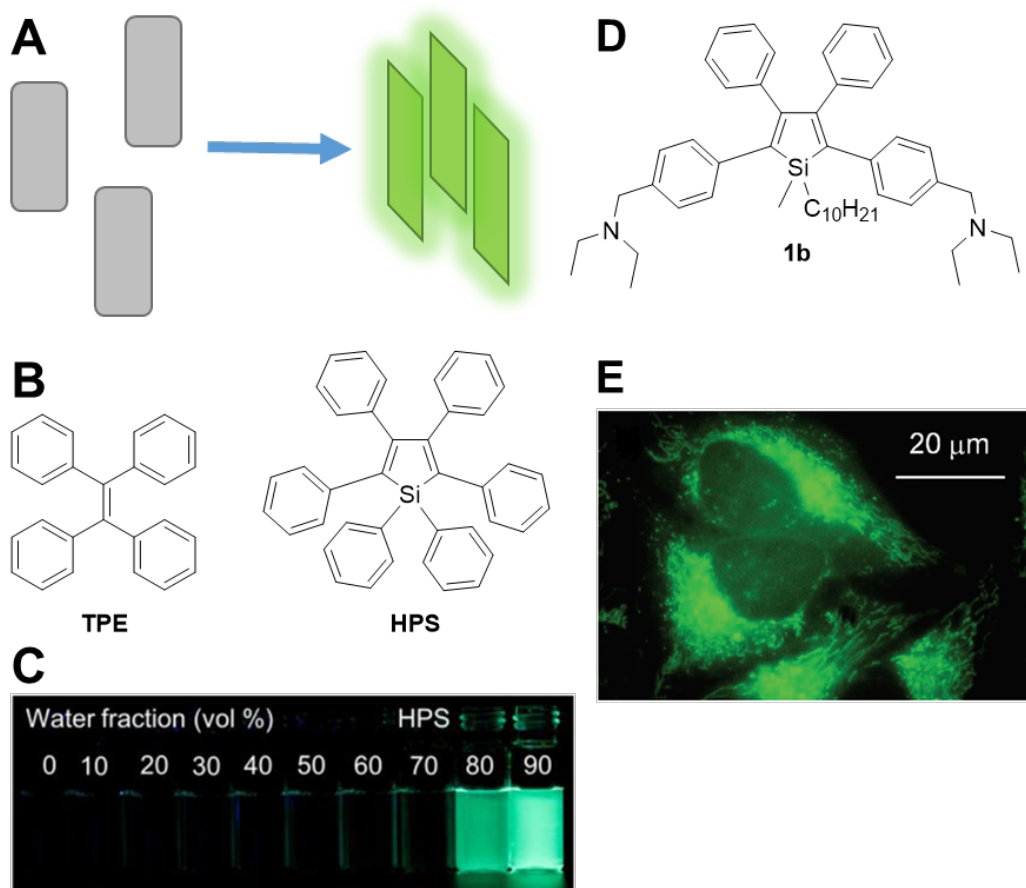 A
B
TPE
HPS
Si
C
Water fraction (vol %) HPS
0 10 20 30 40 50 60 70 80 90
D
Si
C10H21
N
N
1b
E
20 μm